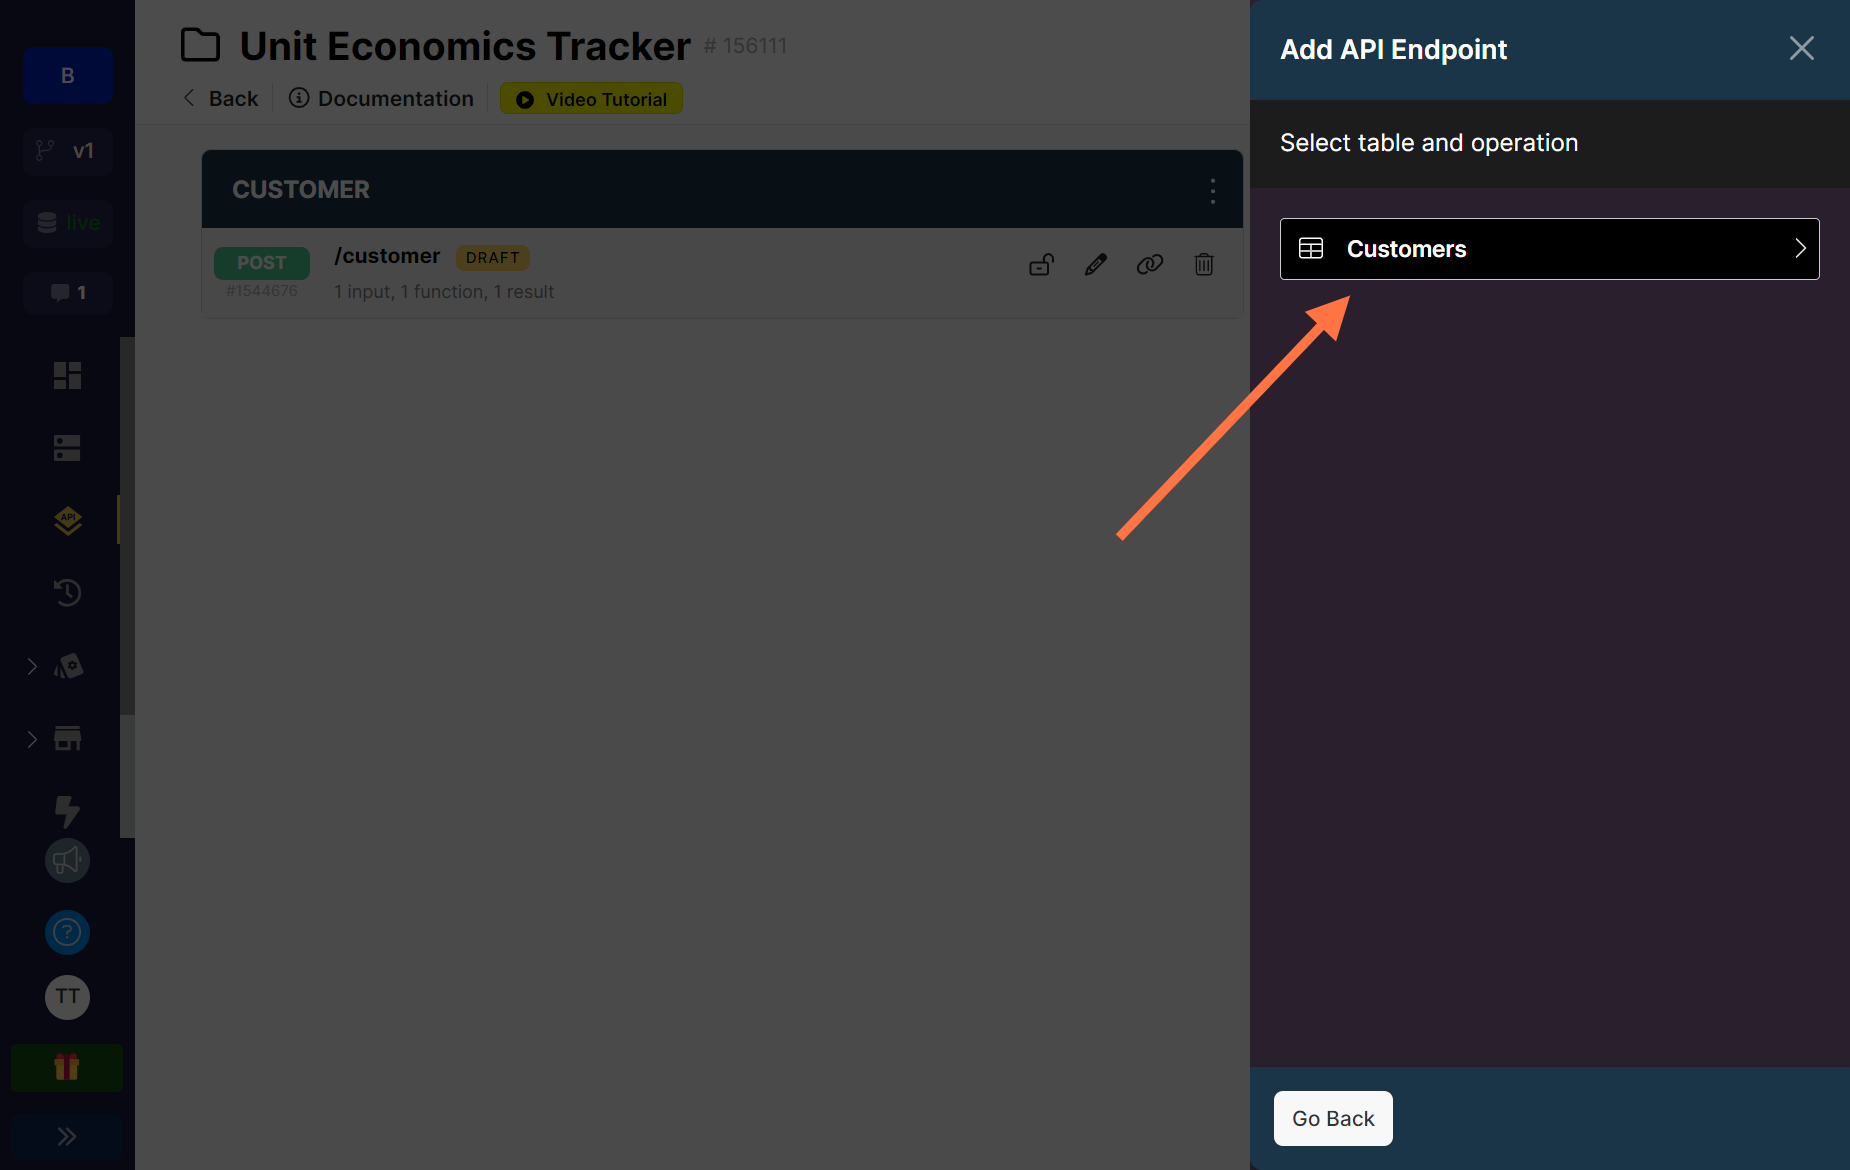 B
v1
live
1
API
TT
Unit Economics Tracker # 156111
Back
Documentation
Video Tutorial
CUSTOMER
POST
#1544676
/customer
DRAFT
1 input, 1 function, 1 result
Add API Endpoint
Select table and operation
Customers
Go Back